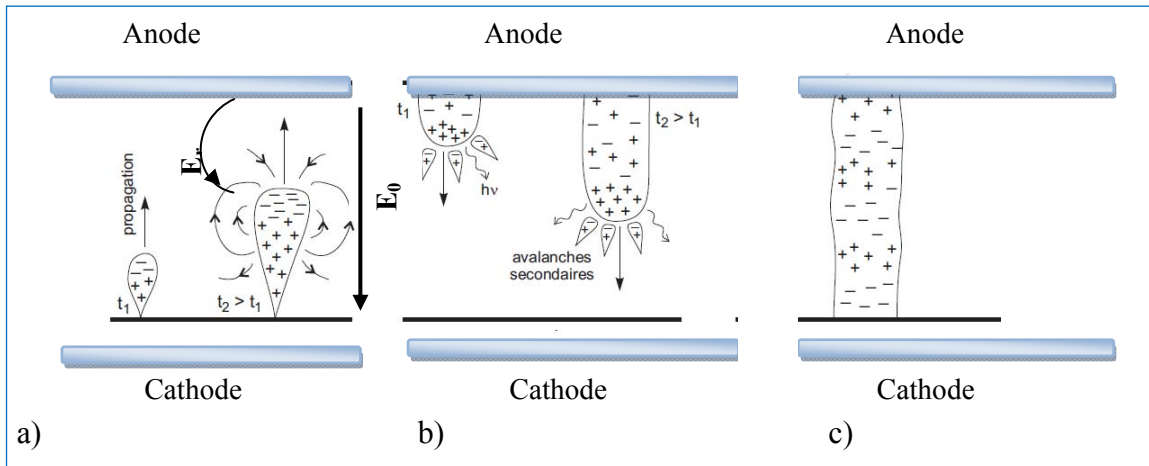 Anode
Anode
Anode
propagation
t₁
t₂ > t₁
E₀
t₁
t₂ > t₁
hν
avalanches
secondaires
Cathode
Cathode
Cathode
a)
b)
c)